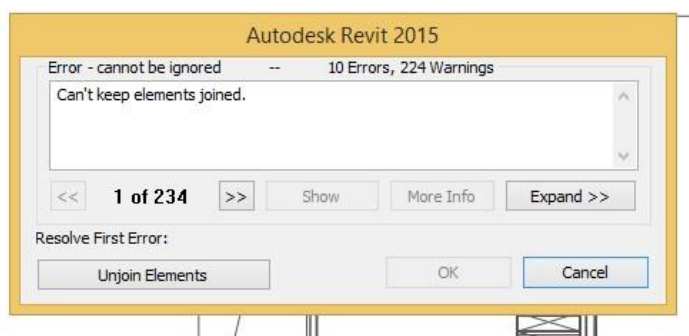 Autodesk Revit 2015
Error - cannot be ignored -- 10 Errors, 224 Warnings
Can't keep elements joined.
<< 1 of 234 >> Show More Info Expand >>
Resolve First Error:
Unjoin Elements OK Cancel